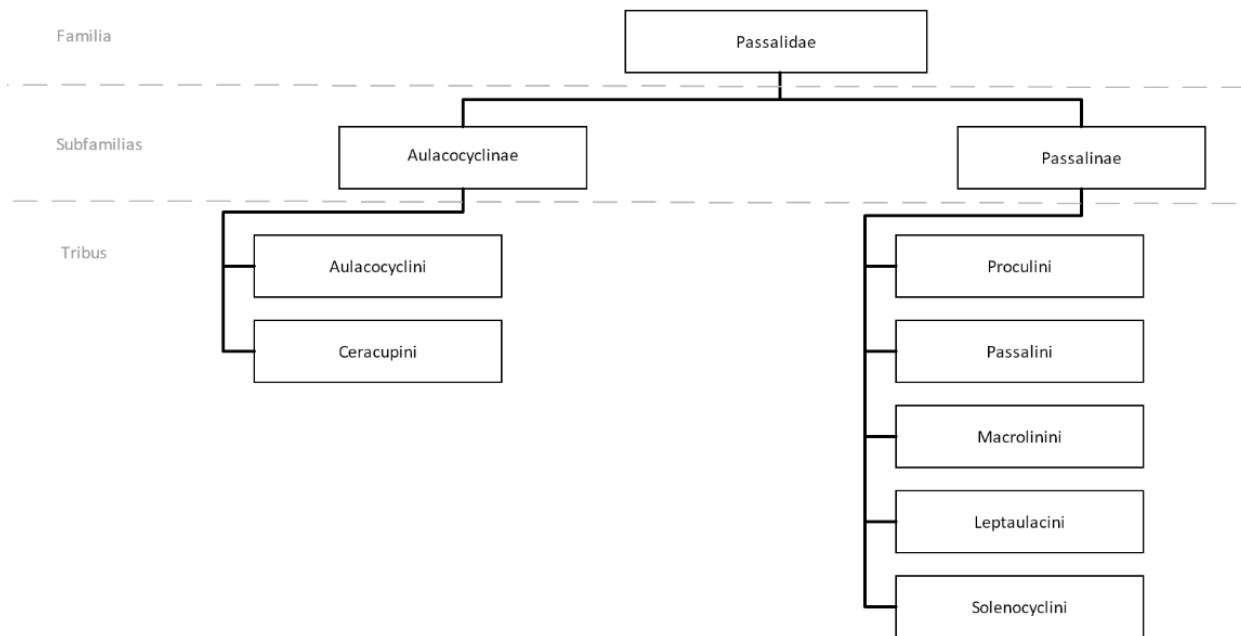 Familia
Passalidae
Subfamilias
Aulacocyclinae
Passalinae
Tribus
Aulacocyclini
Proculini
Ceracupini
Passalini
Macrolinini
Leptaulacini
Solenocyclini